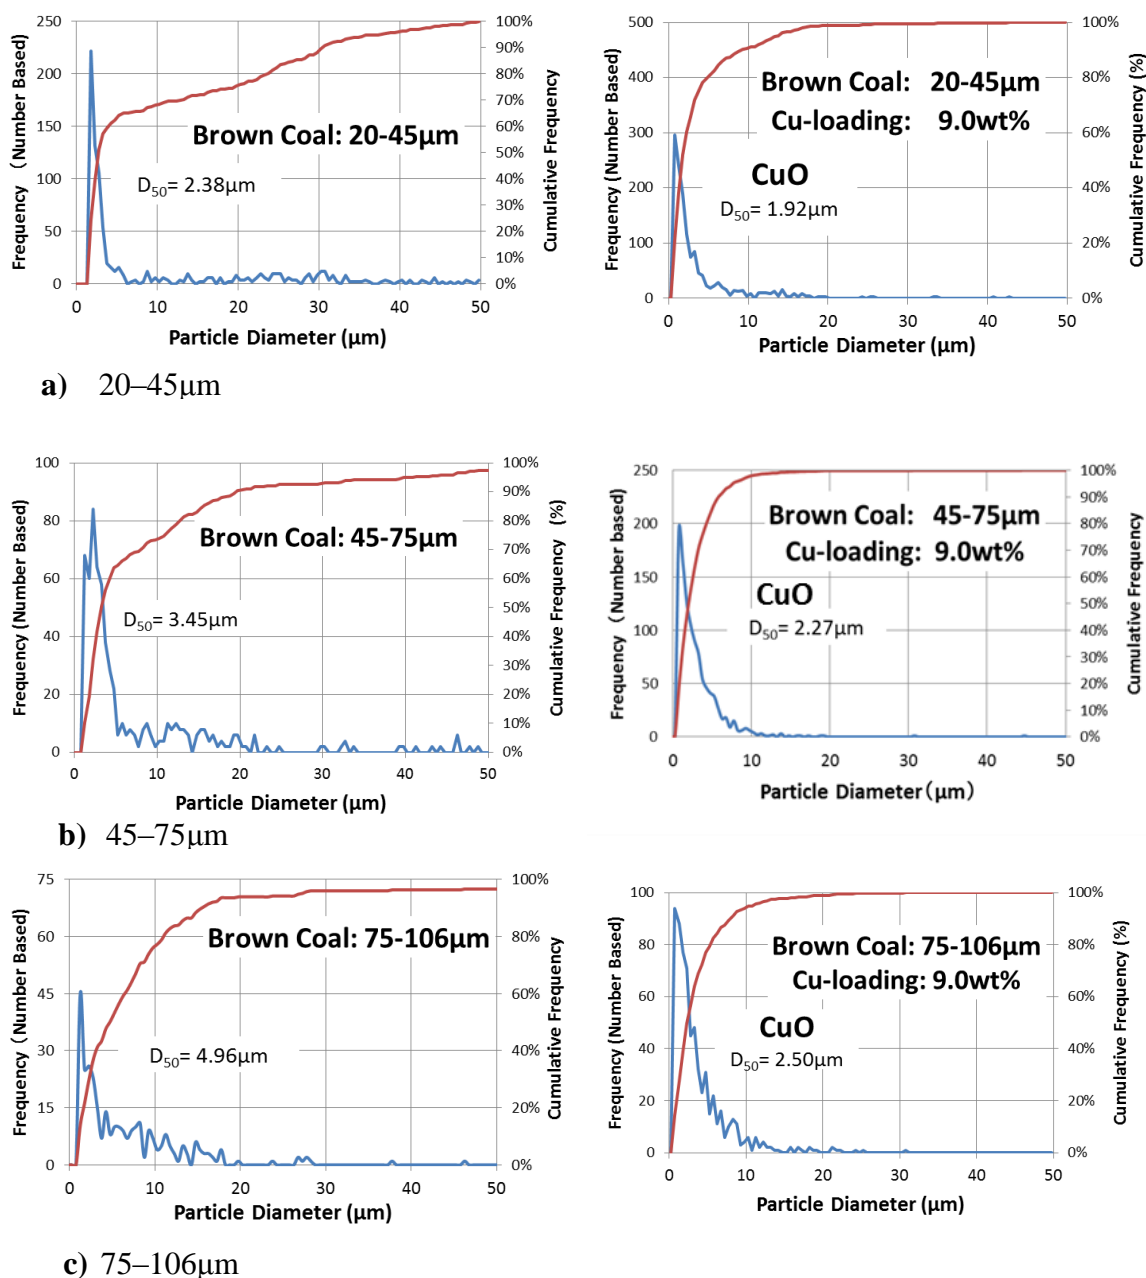 250
200
150
100
50
0
100%
90%
80%
70%
60%
50%
40%
30%
20%
10%
0%
0 10 20 30 40 50
Frequency (Number Based)
Cumulative Frequency
Particle Diameter (µm)
Brown Coal: 20-45µm
D50= 2.38µm
500
400
300
200
100
0
100%
80%
60%
40%
20%
0%
0 10 20 30 40 50
Frequency (Number Based)
Cumulative Frequency (%)
Particle Diameter (µm)
Brown Coal: 20-45µm
Cu-loading: 9.0wt%
CuO
D50= 1.92µm
a) 20–45µm
100
80
60
40
20
0
100%
90%
80%
70%
60%
50%
40%
30%
20%
10%
0%
0 10 20 30 40 50
Frequency (Number Based)
Cumulative Frequency (%)
Particle Diameter (µm)
Brown Coal: 45-75µm
D50= 3.45µm
250
200
150
100
50
0
100%
90%
80%
70%
60%
50%
40%
30%
20%
10%
0%
0 10 20 30 40 50
Frequency (Number based)
Cumulative Frequency
Particle Diameter(µm)
Brown Coal: 45-75µm
Cu-loading: 9.0wt%
CuO
D50= 2.27µm
b) 45–75µm
75
60
45
30
15
0
100%
80%
60%
40%
20%
0%
0 10 20 30 40 50
Frequency (Number Based)
Cumulative Frequency
Particle Diameter (µm)
Brown Coal: 75-106µm
D50= 4.96µm
100
80
60
40
20
0
100%
80%
60%
40%
20%
0%
0 10 20 30 40 50
Frequency (Number Based)
Cumulative Frequency (%)
Particle Diameter (µm)
Brown Coal: 75-106µm
Cu-loading: 9.0wt%
CuO
D50= 2.50µm
c) 75–106µm